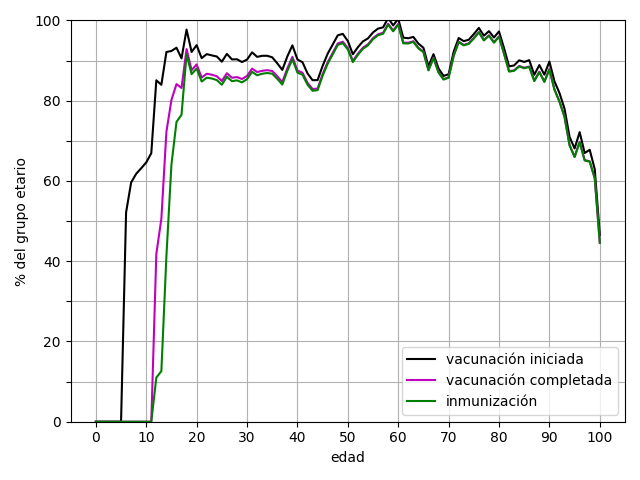 100
80
60
40
20
0
% del grupo etario
0 10 20 30 40 50 60 70 80 90 100
edad
vacunación iniciada
vacunación completada
inmunización